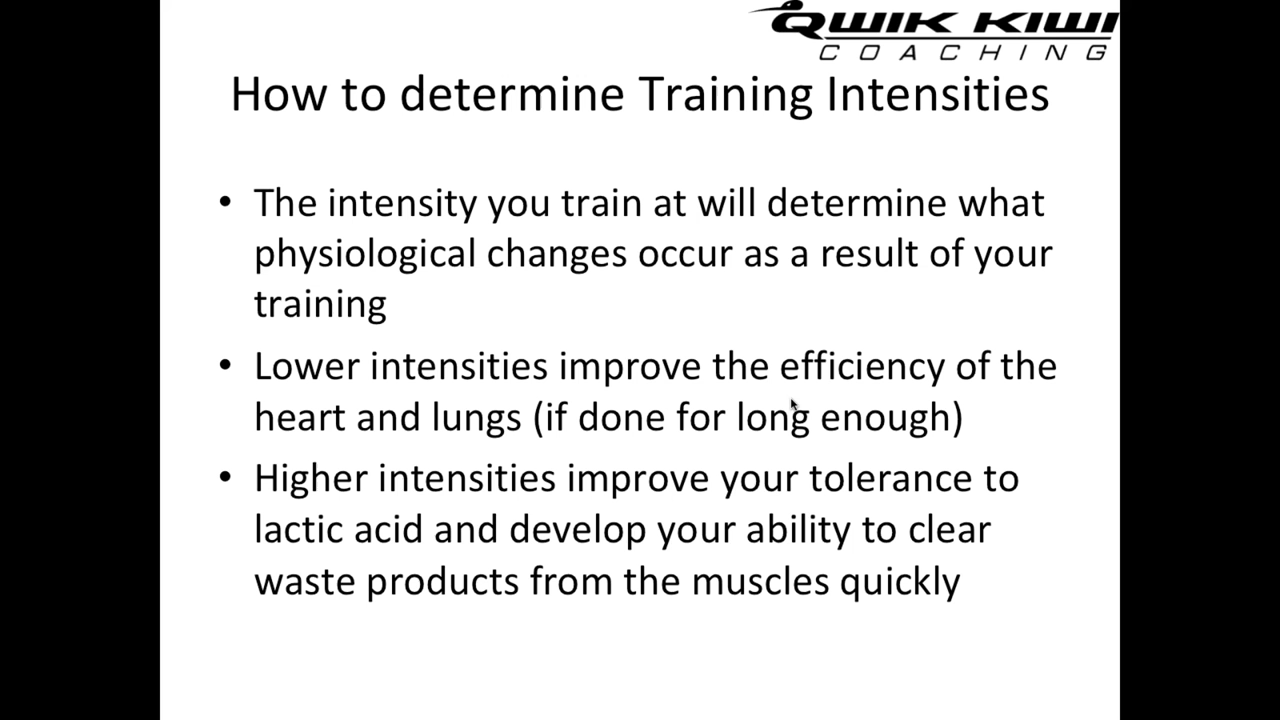 QWIK KIWI
COACHING
How to determine Training Intensities
• The intensity you train at will determine what
physiological changes occur as a result of your
training
• Lower intensities improve the efficiency of the
heart and lungs (if done for long enough)
• Higher intensities improve your tolerance to
lactic acid and develop your ability to clear
waste products from the muscles quickly